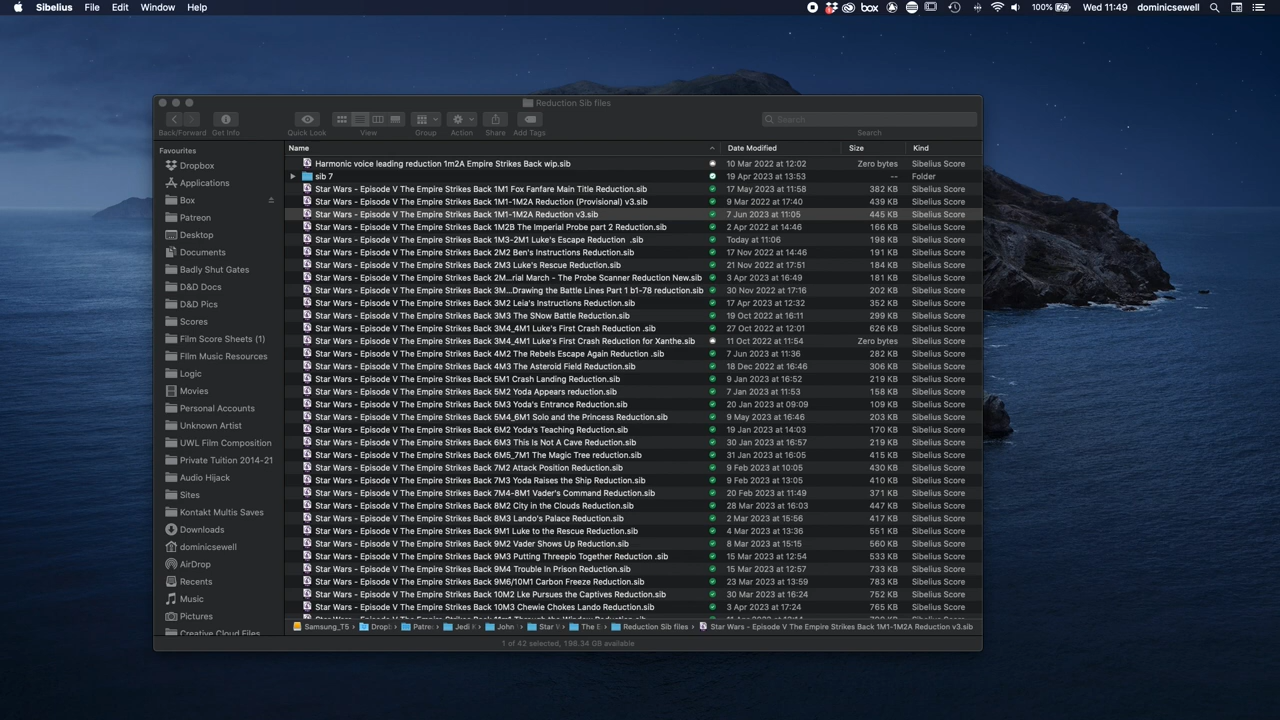 Sibelius File Edit Window Help box 100% Wed 11:49 dominicsewell
Reduction Sib files
Search
Back/Forward Get Info Quick Look View Group Action Share Add Tags Search
Favourites
Dropbox
Applications
Box
Patreon
Desktop
Documents
Badly Shut Gates
D&D Docs
D&D Pics
Scores
Film Score Sheets (1)
FIlm Music Resources
Logic
Movies
Personal Accounts
Unknown Artist
UWL Film Composition
Private Tuition 2014-21
Audio Hijack
Sites
Kontakt Multis Saves
Downloads
dominicsewell
AirDrop
Recents
Music
Pictures
Creative Cloud Files
Name Date Modified Size Kind
Harmonic voice leading reduction 1m2A Empire Strikes Back wip.sib 10 Mar 2022 at 12:02 Zero bytes Sibelius Score
sib 7 19 Apr 2023 at 13:53 -- Folder
Star Wars - Episode V The Empire Strikes Back 1M1 Fox Fanfare Main Title Reduction.sib 17 May 2023 at 11:58 382 KB Sibelius Score
Star Wars - Episode V The Empire Strikes Back 1M1-1M2A Reduction (Provisional) v3.sib 9 Mar 2022 at 17:40 439 KB Sibelius Score
Star Wars - Episode V The Empire Strikes Back 1M1-1M2A Reduction v3.sib 7 Jun 2023 at 11:05 445 KB Sibelius Score
Star Wars - Episode V The Empire Strikes Back 1M2B The Imperial Probe part 2 Reduction.sib 2 Apr 2022 at 14:46 166 KB Sibelius Score
Star Wars - Episode V The Empire Strikes Back 1M3-2M1 Luke's Escape Reduction .sib Today at 11:06 198 KB Sibelius Score
Star Wars - Episode V The Empire Strikes Back 2M2 Ben's Instructions Reduction.sib 17 Nov 2022 at 14:46 191 KB Sibelius Score
Star Wars - Episode V The Empire Strikes Back 2M3 Luke's Rescue Reduction.sib 21 Nov 2022 at 17:51 184 KB Sibelius Score
Star Wars - Episode V The Empire Strikes Back 2M...rial March - The Probe Scanner Reduction New.sib 3 Apr 2023 at 16:49 181 KB Sibelius Score
Star Wars - Episode V The Empire Strikes Back 3M...Drawing the Battle Lines Part 1 b1-78 reduction.sib 30 Nov 2022 at 17:16 202 KB Sibelius Score
Star Wars - Episode V The Empire Strikes Back 3M2 Leia's Instructions Reduction.sib 17 Apr 2023 at 12:32 352 KB Sibelius Score
Star Wars - Episode V The Empire Strikes Back 3M3 The SNow Battle Reduction.sib 19 Oct 2022 at 16:11 299 KB Sibelius Score
Star Wars - Episode V The Empire Strikes Back 3M4_4M1 Luke's First Crash Reduction .sib 27 Oct 2022 at 12:01 626 KB Sibelius Score
Star Wars - Episode V The Empire Strikes Back 3M4_4M1 Luke's First Crash Reduction for Xanthe.sib 11 Oct 2022 at 11:54 Zero bytes Sibelius Score
Star Wars - Episode V The Empire Strikes Back 4M2 The Rebels Escape Again Reduction .sib 7 Jun 2023 at 11:36 282 KB Sibelius Score
Star Wars - Episode V The Empire Strikes Back 4M3 The Asteroid Field Reduction.sib 18 Dec 2022 at 16:46 306 KB Sibelius Score
Star Wars - Episode V The Empire Strikes Back 5M1 Crash Landing Reduction.sib 9 Jan 2023 at 16:52 219 KB Sibelius Score
Star Wars - Episode V The Empire Strikes Back 5M2 Yoda Appears reduction.sib 7 Jan 2023 at 11:53 158 KB Sibelius Score
Star Wars - Episode V The Empire Strikes Back 5M3 Yoda's Entrance Reduction.sib 20 Jan 2023 at 09:09 109 KB Sibelius Score
Star Wars - Episode V The Empire Strikes Back 5M4_6M1 Solo and the Princess Reduction.sib 9 May 2023 at 16:46 203 KB Sibelius Score
Star Wars - Episode V The Empire Strikes Back 6M2 Yoda's Teaching Reduction.sib 19 Jan 2023 at 14:03 170 KB Sibelius Score
Star Wars - Episode V The Empire Strikes Back 6M3 This Is Not A Cave Reduction.sib 30 Jan 2023 at 16:57 219 KB Sibelius Score
Star Wars - Episode V The Empire Strikes Back 6M5_7M1 The Magic Tree reduction.sib 31 Jan 2023 at 16:05 415 KB Sibelius Score
Star Wars - Episode V The Empire Strikes Back 7M2 Attack Position Reduction.sib 9 Feb 2023 at 10:05 430 KB Sibelius Score
Star Wars - Episode V The Empire Strikes Back 7M3 Yoda Raises the Ship Reduction.sib 9 Feb 2023 at 13:05 410 KB Sibelius Score
Star Wars - Episode V The Empire Strikes Back 7M4-8M1 Vader's Command Reduction.sib 20 Feb 2023 at 11:49 371 KB Sibelius Score
Star Wars - Episode V The Empire Strikes Back 8M2 City in the Clouds Reduction.sib 28 Mar 2023 at 16:03 447 KB Sibelius Score
Star Wars - Episode V The Empire Strikes Back 8M3 Lando's Palace Reduction.sib 2 Mar 2023 at 15:56 417 KB Sibelius Score
Star Wars - Episode V The Empire Strikes Back 9M1 Luke to the Rescue Reduction.sib 4 Mar 2023 at 13:36 551 KB Sibelius Score
Star Wars - Episode V The Empire Strikes Back 9M2 Vader Shows Up Reduction.sib 8 Mar 2023 at 15:15 560 KB Sibelius Score
Star Wars - Episode V The Empire Strikes Back 9M3 Putting Threepio Together Reduction .sib 15 Mar 2023 at 12:54 533 KB Sibelius Score
Star Wars - Episode V The Empire Strikes Back 9M4 Trouble In Prison Reduction.sib 15 Mar 2023 at 12:57 733 KB Sibelius Score
Star Wars - Episode V The Empire Strikes Back 9M6/10M1 Carbon Freeze Reduction.sib 23 Mar 2023 at 13:59 783 KB Sibelius Score
Star Wars - Episode V The Empire Strikes Back 10M2 Lke Pursues the Captives Reduction.sib 30 Mar 2023 at 16:24 752 KB Sibelius Score
Star Wars - Episode V The Empire Strikes Back 10M3 Chewie Chokes Lando Reduction.sib 3 Apr 2023 at 17:24 765 KB Sibelius Score
Samsung_T5 Dropl Patre Jedi K John Star V The E Reduction Sib files Star Wars - Episode V The Empire Strikes Back 1M1-1M2A Reduction v3.sib
1 of 42 selected, 198.34 GB available